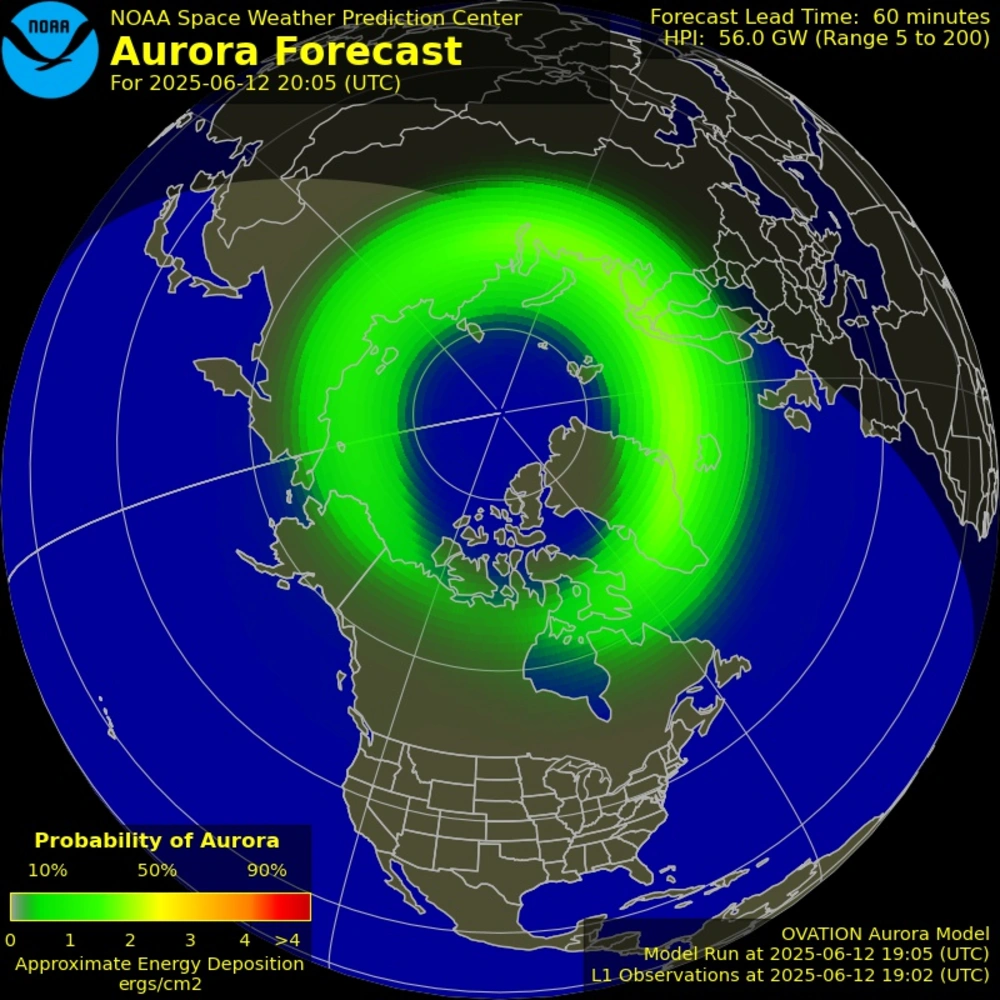 NOAA
NOAA Space Weather Prediction Center
Aurora Forecast
For 2025-06-12 20:05 (UTC)
Forecast Lead Time: 60 minutes
HPI: 56.0 GW (Range 5 to 200)
Probability of Aurora
10% 50% 90%
0 1 2 3 4 >4
Approximate Energy Deposition
ergs/cm2
OVATION Aurora Model
Model Run at 2025-06-12 19:05 (UTC)
L1 Observations at 2025-06-12 19:02 (UTC)